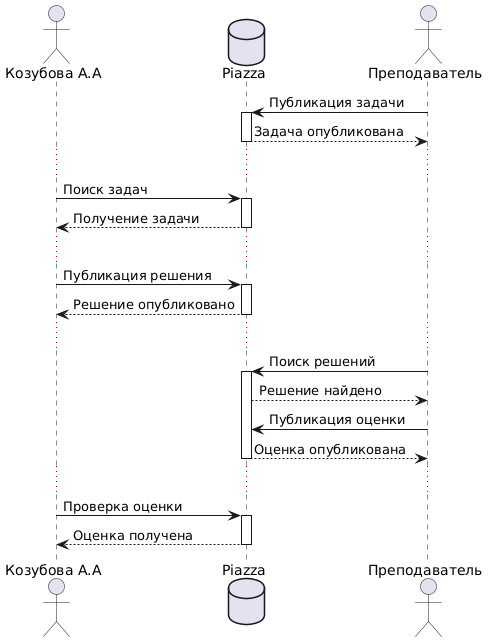 Козубова А.А
Piazza
Преподаватель
Публикация задачи
Задача опубликована
Поиск задач
Получение задачи
Публикация решения
Решение опубликовано
Поиск решений
Решение найдено
Публикация оценки
Оценка опубликована
Проверка оценки
Оценка получена
Козубова А.А
Piazza
Преподаватель